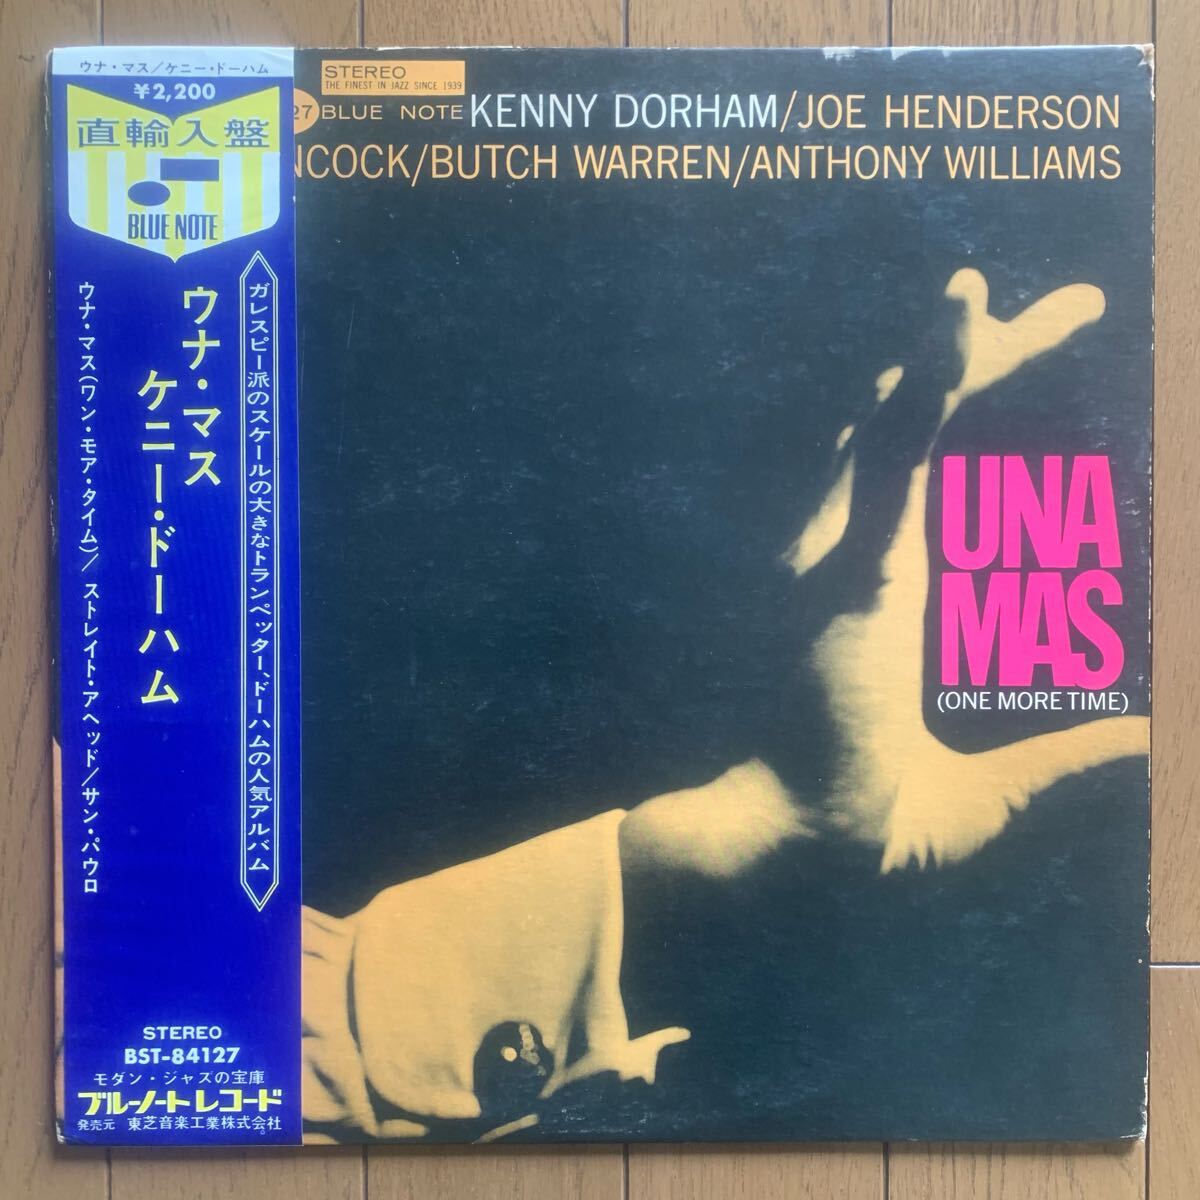 ウナ・マス/ケニー・ドーハム
¥2,200
直輸入盤
BLUE NOTE
ガレスピー派のスケールの大きなトランペッター、ドーハムの人気アルバム
ウナ・マス
ケニー・ドーハム
ウナ・マス(ワン・モア・タイム)/ストレイト・アヘッド/サン・パウロ
STEREO
BST-84127
モダン・ジャズの宝庫
ブルーノートレコード
発売元 東芝音楽工業株式会社
STEREO
THE FINEST IN JAZZ SINCE 1939
27 BLUE NOTE KENNY DORHAM/JOE HENDERSON
NCOCK/BUTCH WARREN/ANTHONY WILLIAMS
UNA
MAS
(ONE MORE TIME)